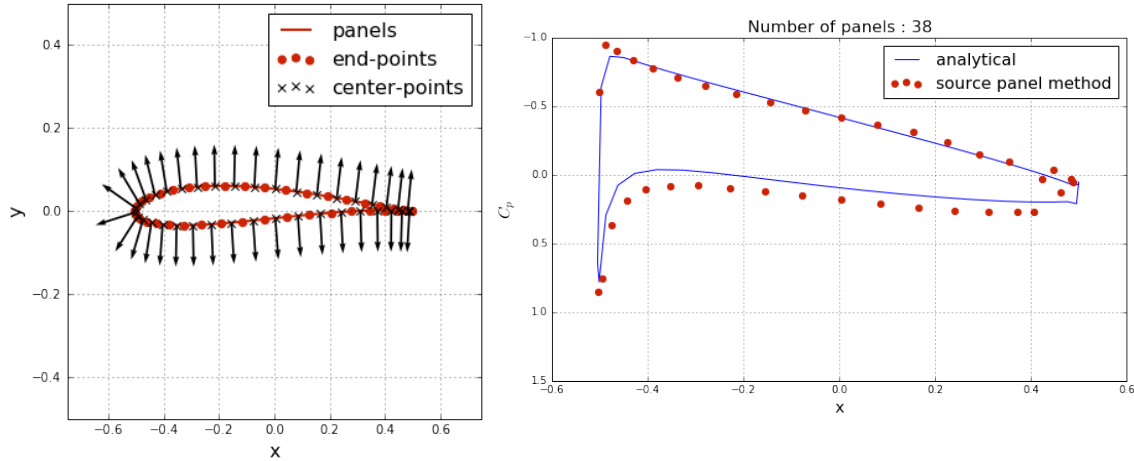 panels
end-points
center-points
0.4
0.2
0.0
−0.2
−0.4
y
−0.6 −0.4 −0.2 0.0 0.2 0.4 0.6
x
Number of panels : 38
analytical
source panel method
−1.0
−0.5
0.0
0.5
1.0
1.5
Cp
−0.6 −0.4 −0.2 0.0 0.2 0.4 0.6
x